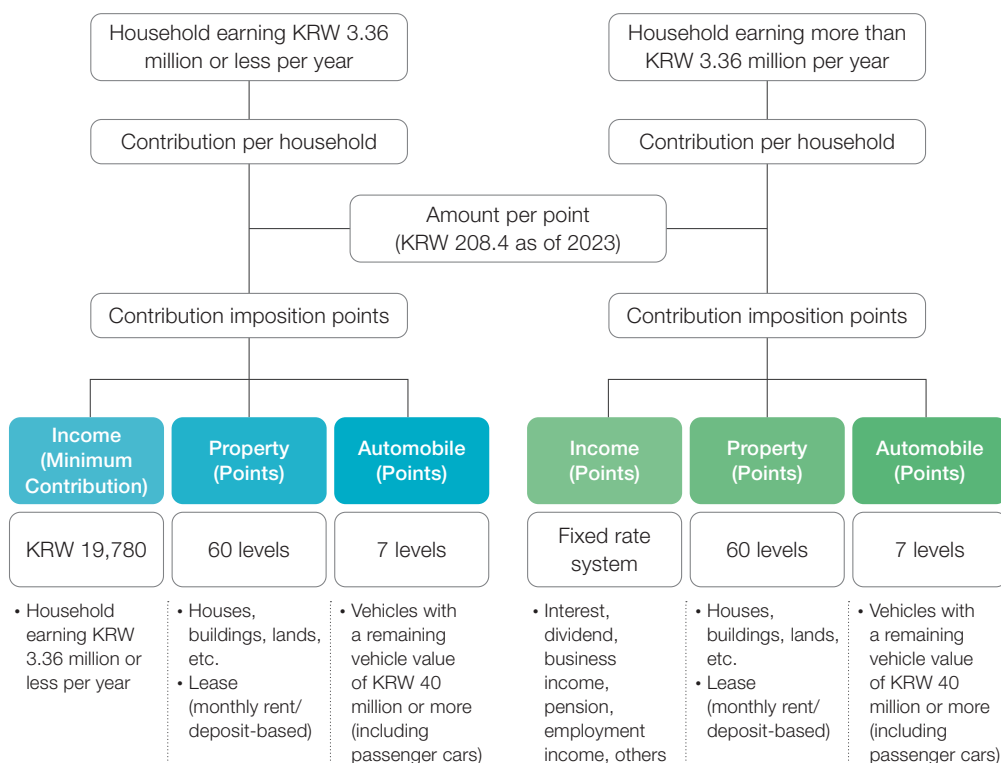 Household earning KRW 3.36
million or less per year
Household earning more than
KRW 3.36 million per year
Contribution per household
Contribution per household
Amount per point
(KRW 208.4 as of 2023)
Contribution imposition points
Contribution imposition points
Income
(Minimum
Contribution)
Property
(Points)
Automobile
(Points)
Income
(Points)
Property
(Points)
Automobile
(Points)
KRW 19,780
60 levels
7 levels
Fixed rate
system
60 levels
7 levels
• Household
earning KRW
3.36 million or
less per year
• Houses,
buildings, lands,
etc.
• Lease
(monthly rent/
deposit-based)
• Vehicles with
a remaining
vehicle value
of KRW 40
million or more
(including
passenger cars)
• Interest,
dividend,
business
income,
pension,
employment
income, others
• Houses,
buildings, lands,
etc.
• Lease
(monthly rent/
deposit-based)
• Vehicles with
a remaining
vehicle value
of KRW 40
million or more
(including
passenger cars)